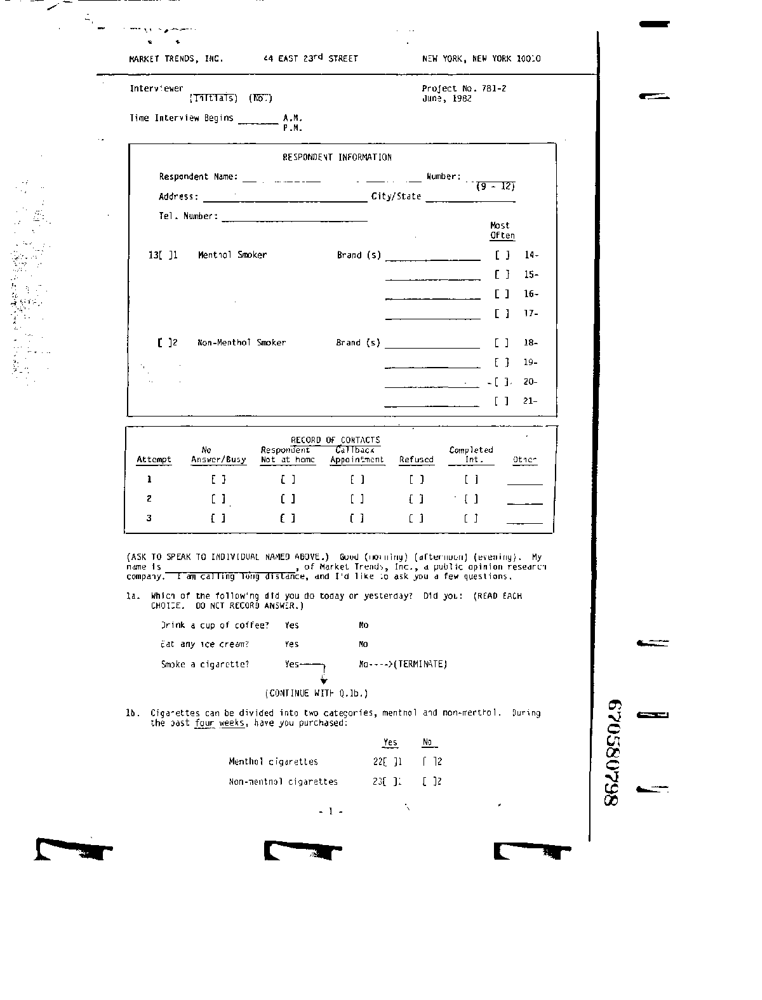 MARKET TRENDS, INC. 44 EAST 23rd STREET NEW YORK, NEW YORK 10010
Interviewer ________ Project No. 781-2
(Initials) (No.) June, 1982
Time Interview Begins ________ A.M.
P.M.
RESPONDENT INFORMATION
Respondent Name: ________ Number: ________
(9 - 12)
Address: ________ City/State ________
Tel. Number: ________
Most
Often
13[ ]1 Menthol Smoker Brand (s) ________ [ ] 14-
________ [ ] 15-
________ [ ] 16-
________ [ ] 17-
[ ]2 Non-Menthol Smoker Brand (s) ________ [ ] 18-
________ [ ] 19-
________ [ ] 20-
________ [ ] 21-
RECORD OF CONTACTS
No Respondent Callback Completed
Attempt Answer/Busy Not at home Appointment Refused Int. Other
1 [ ] [ ] [ ] [ ] [ ] ____
2 [ ] [ ] [ ] [ ] [ ] ____
3 [ ] [ ] [ ] [ ] [ ] ____
(ASK TO SPEAK TO INDIVIDUAL NAMED ABOVE.) Good (morning) (afternoon) (evening). My
name is ________, of Market Trends, Inc., a public opinion research
company. I am calling long distance, and I'd like to ask you a few questions.
1a. Which of the following did you do today or yesterday? Did you: (READ EACH
CHOICE. DO NOT RECORD ANSWER.)
Drink a cup of coffee? Yes No
Eat any ice cream? Yes No
Smoke a cigarette? Yes No---->(TERMINATE)
(CONTINUE WITH Q.1b.)
1b. Cigarettes can be divided into two categories, menthol and non-menthol. During
the past four weeks, have you purchased:
Yes No
Menthol cigarettes 22[ ]1 [ ]2
Non-menthol cigarettes 23[ ]1 [ ]2
- 1 -
670580798